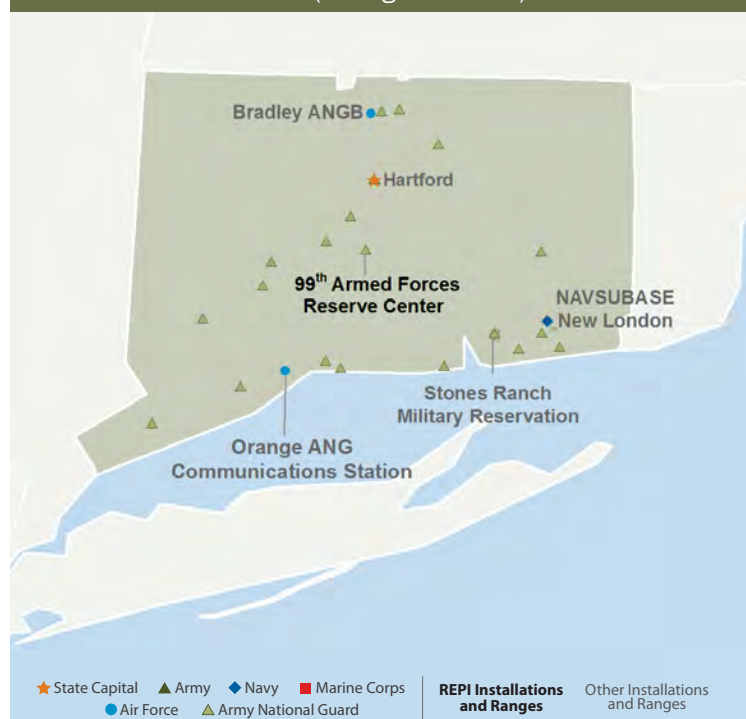 Bradley ANGB
Hartford
99th Armed Forces
Reserve Center
NAVSUBASE
New London
Stones Ranch
Military Reservation
Orange ANG
Communications Station
State Capital Army Navy Marine Corps
Air Force Army National Guard
REPI Installations
and Ranges
Other Installations
and Ranges